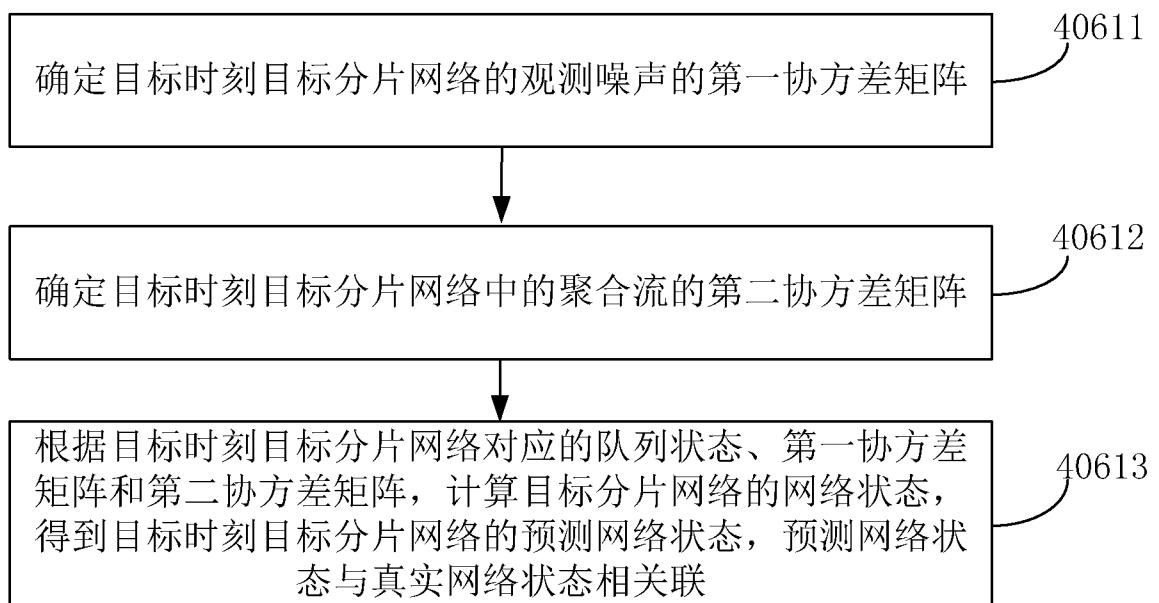 40611
确定目标时刻目标分片网络的观测噪声的第一协方差矩阵
40612
确定目标时刻目标分片网络中的聚合流的第二协方差矩阵
40613
根据目标时刻目标分片网络对应的队列状态、第一协方差
矩阵和第二协方差矩阵，计算目标分片网络的网络状态，
得到目标时刻目标分片网络的预测网络状态，预测网络状
态与真实网络状态相关联